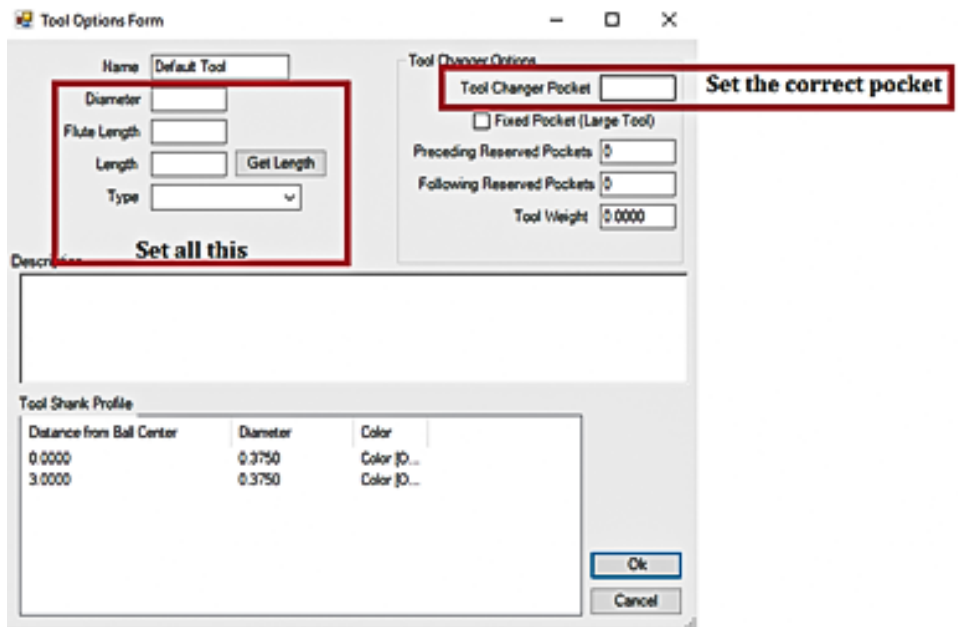 Tool Options Form
Name Default Tool
Diameter
Flute Length
Length Get Length
Type
Set all this
Tool Changer Options
Tool Changer Pocket
Set the correct pocket
Fixed Pocket (Large Tool)
Preceding Reserved Pockets 0
Following Reserved Pockets 0
Tool Weight 0.0000
Description
Tool Shank Profile
Distance from Ball Center Diameter Color
0.0000 0.3750 Color [O...
3.0000 0.3750 Color [O...
Ok
Cancel